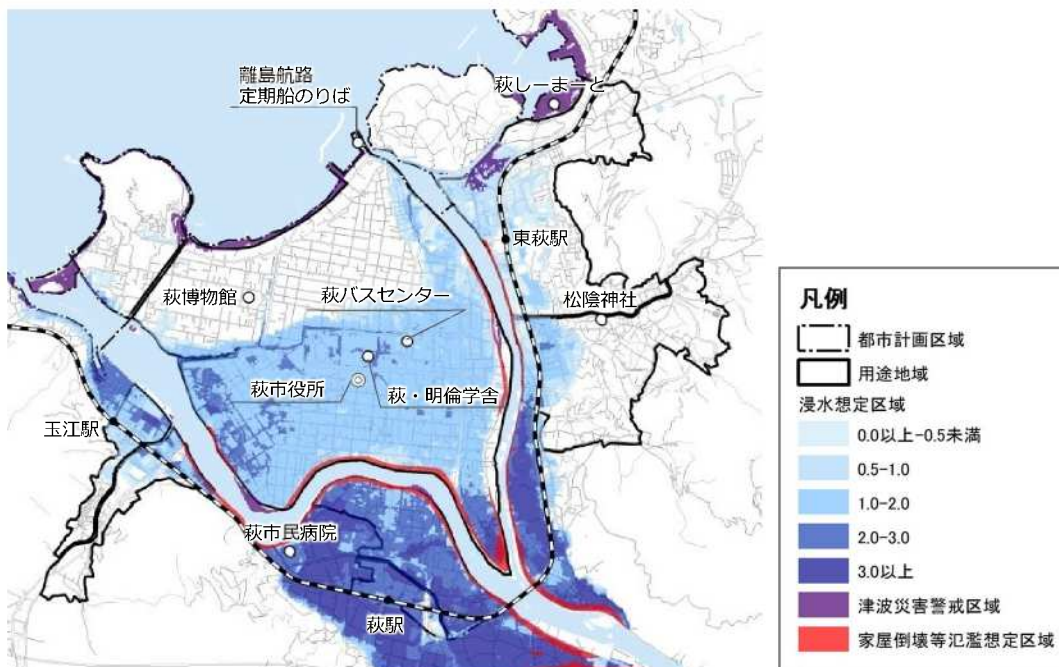 離島航路
定期船のりば
萩しーまーと
東萩駅
萩博物館
萩バスセンター
松陰神社
萩市役所
萩・明倫学舎
玉江駅
萩市民病院
萩駅
凡例
都市計画区域
用途地域
浸水想定区域
0.0以上-0.5未満
0.5-1.0
1.0-2.0
2.0-3.0
3.0以上
津波災害警戒区域
家屋倒壊等氾濫想定区域